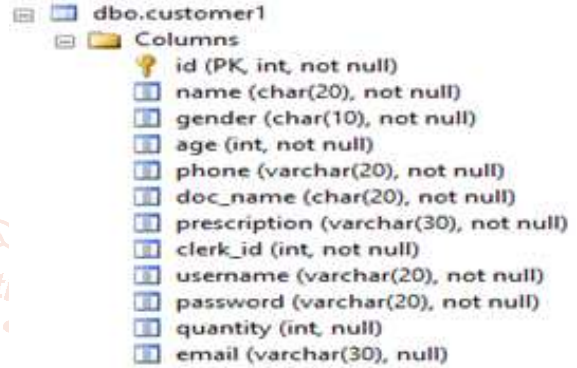 dbo.customer1
Columns
id (PK, int, not null)
name (char(20), not null)
gender (char(10), not null)
age (int, not null)
phone (varchar(20), not null)
doc_name (char(20), not null)
prescription (varchar(30), not null)
clerk_id (int, not null)
username (varchar(20), not null)
password (varchar(20), not null)
quantity (int, null)
email (varchar(30), null)